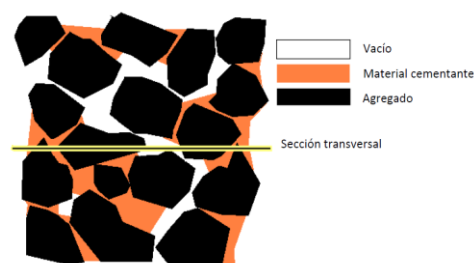 Vacío
Material cementante
Agregado
Sección transversal